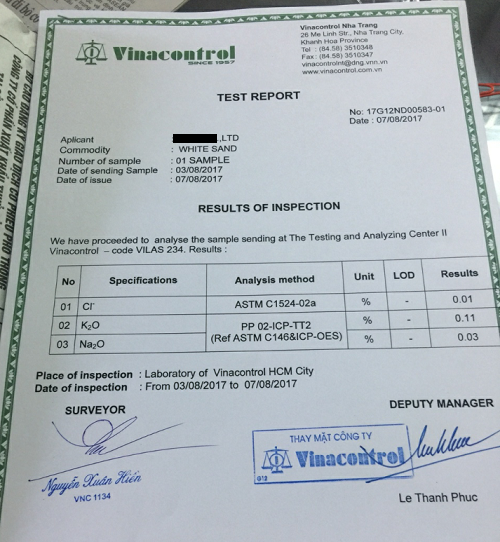 Vinacontrol
SINCE 1957
Vinacontrol Nha Trang
26 Me Linh Str., Nha Trang City,
Khanh Hoa Province
Tel : (84.58) 3510348
Fax : (84.58) 3510347
vinacontrolnt@dng.vnn.vn
www.vinacontrol.com.vn
TEST REPORT
No: 17G12ND00583-01
Date : 07/08/2017
Aplicant ,LTD
Commodity : WHITE SAND
Number of sample : 01 SAMPLE
Date of sending Sample : 03/08/2017
Date of issue : 07/08/2017
RESULTS OF INSPECTION
We have proceeded to analyse the sample sending at The Testing and Analyzing Center II
Vinacontrol – code VILAS 234. Results :
No Specifications Analysis method Unit LOD Results
01 Cl⁻ ASTM C1524-02a % - 0.01
02 K₂O PP 02-ICP-TT2 % - 0.11
(Ref ASTM C146&ICP-OES)
03 Na₂O % - 0.03
Place of inspection : Laboratory of Vinacontrol HCM City
Date of inspection : From 03/08/2017 to 07/08/2017
SURVEYOR
DEPUTY MANAGER
THAY MẶT CÔNG TY
Vinacontrol
G12
Nguyễn Xuân Hiền
VNC 1134
Le Thanh Phuc